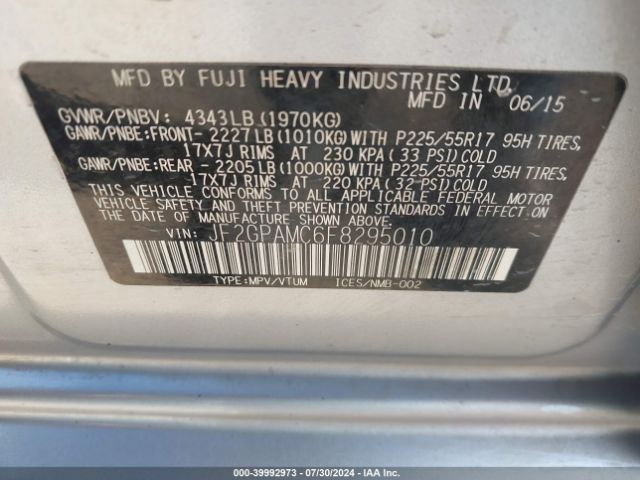 MFD BY FUJI HEAVY INDUSTRIES LTD.
MFD IN 06/15
GVWR/PNBV: 4343LB (1970KG)
GAWR/PNBE:FRONT- 2227LB(1010KG)WITH P225/55R17 95H TIRES,
17X7J RIMS AT 230 KPA (33 PSI)COLD
GAWR/PNBE:REAR - 2205LB(1000KG)WITH P225/55R17 95H TIRES,
17X7J RIMS AT 220 KPA (32 PSI)COLD
THIS VEHICLE CONFORMS TO ALL APPLICABLE FEDERAL MOTOR
VEHICLE SAFETY AND THEFT PREVENTION STANDARDS IN EFFECT ON
THE DATE OF MANUFACTURE SHOWN ABOVE.
VIN: JF2GPAMC6F8295010
TYPE:MPV/VTUM ICES/NMB-002
000-39992973 - 07/30/2024 - IAA Inc.